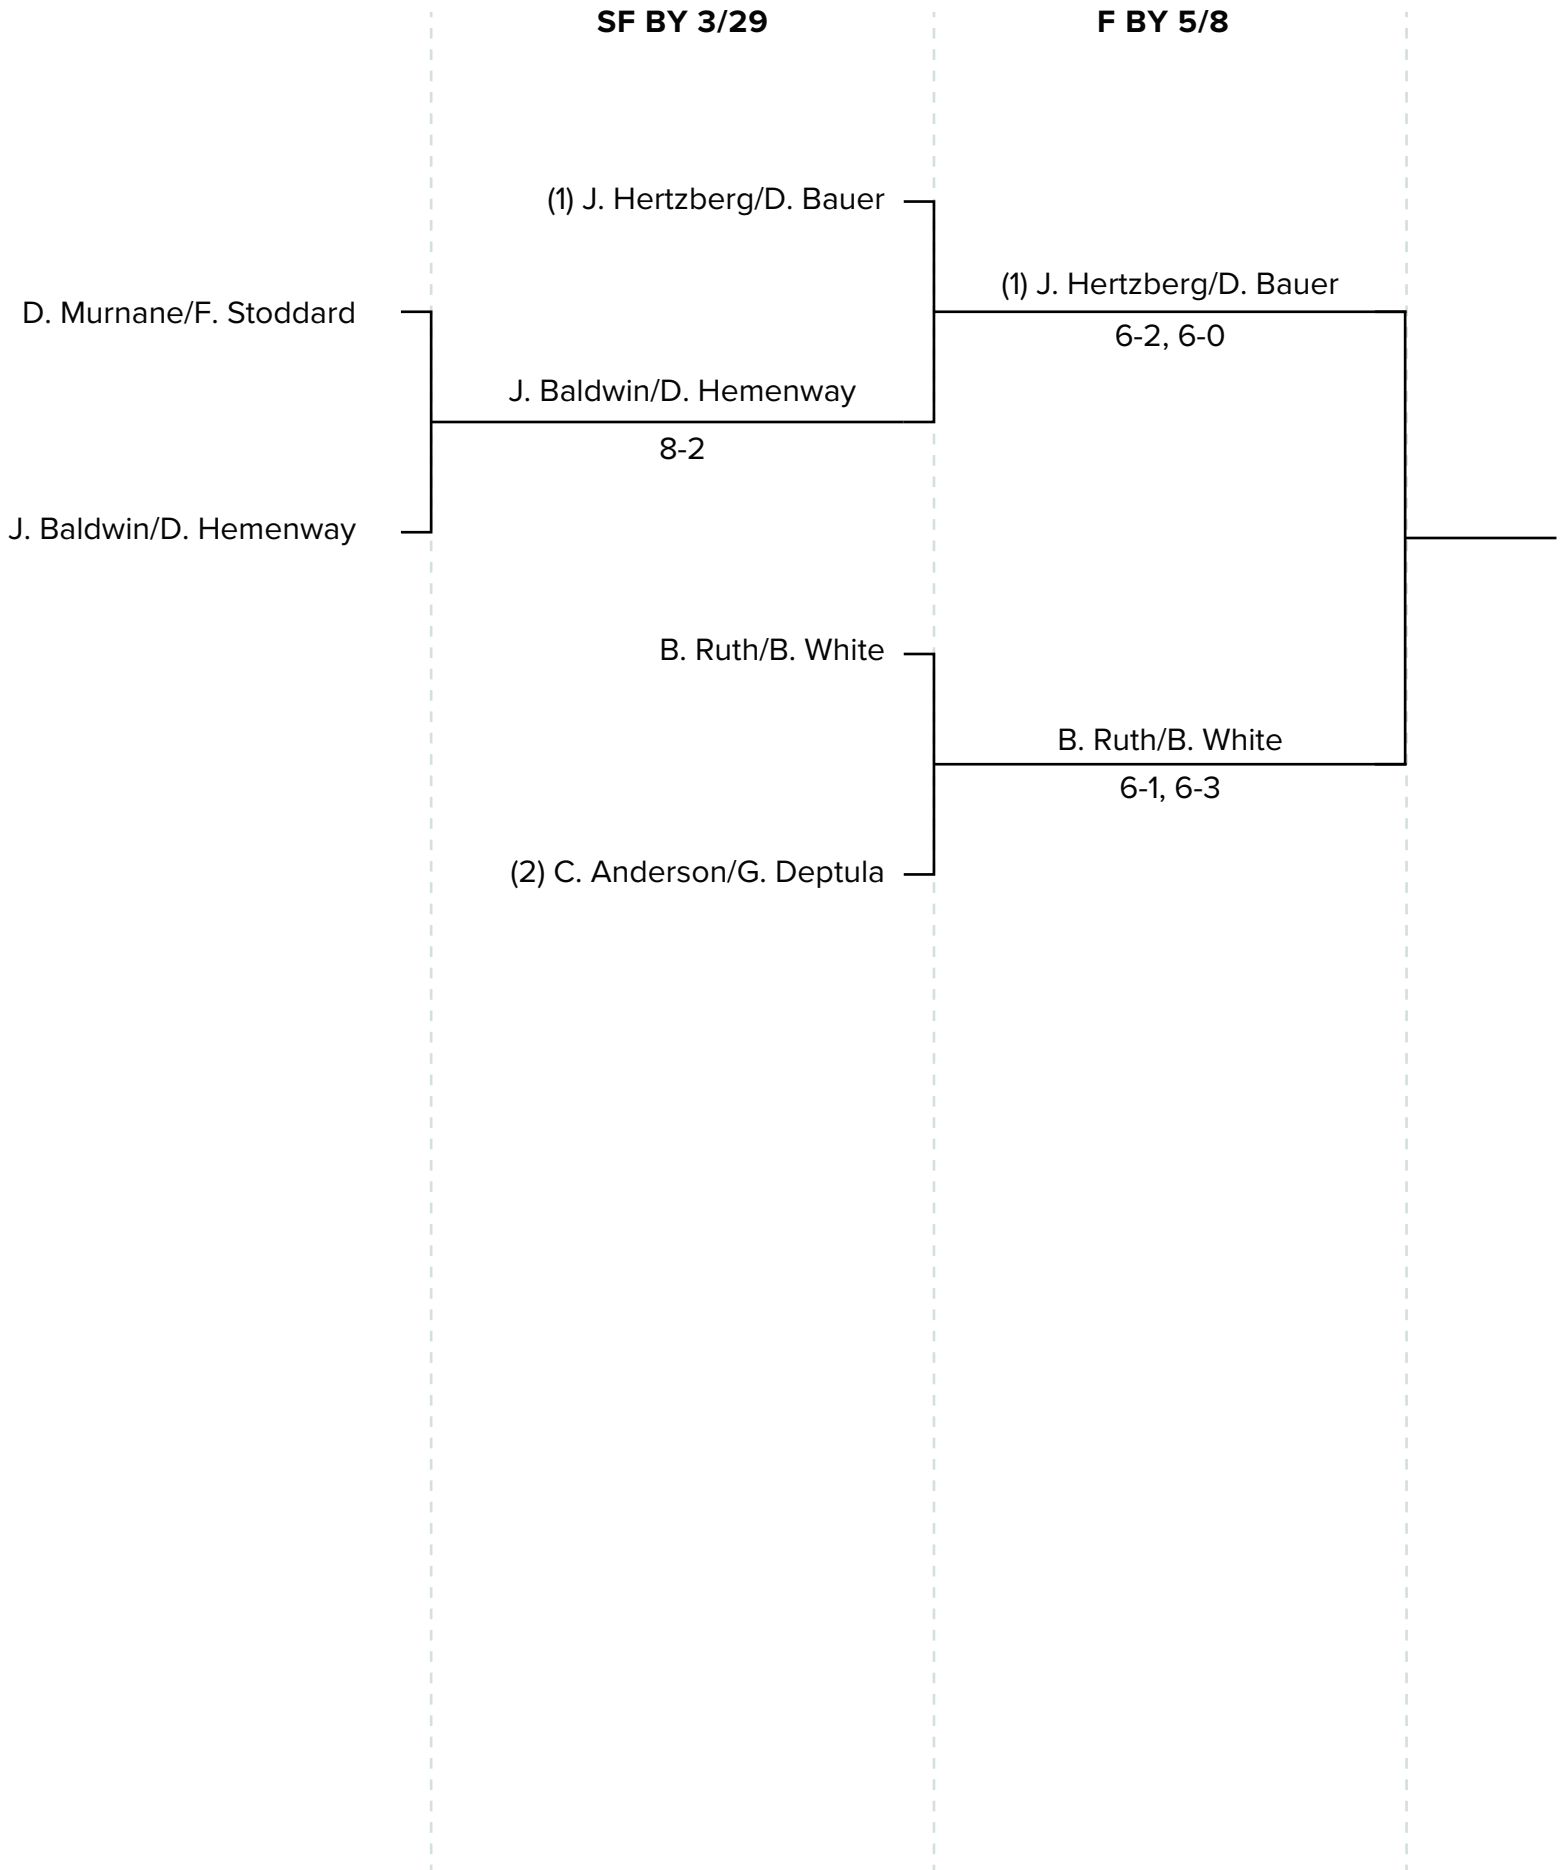 SF BY 3/29
F BY 5/8
(1) J. Hertzberg/D. Bauer
(1) J. Hertzberg/D. Bauer
D. Murnane/F. Stoddard
6-2, 6-0
J. Baldwin/D. Hemenway
8-2
J. Baldwin/D. Hemenway
B. Ruth/B. White
B. Ruth/B. White
6-1, 6-3
(2) C. Anderson/G. Deptula